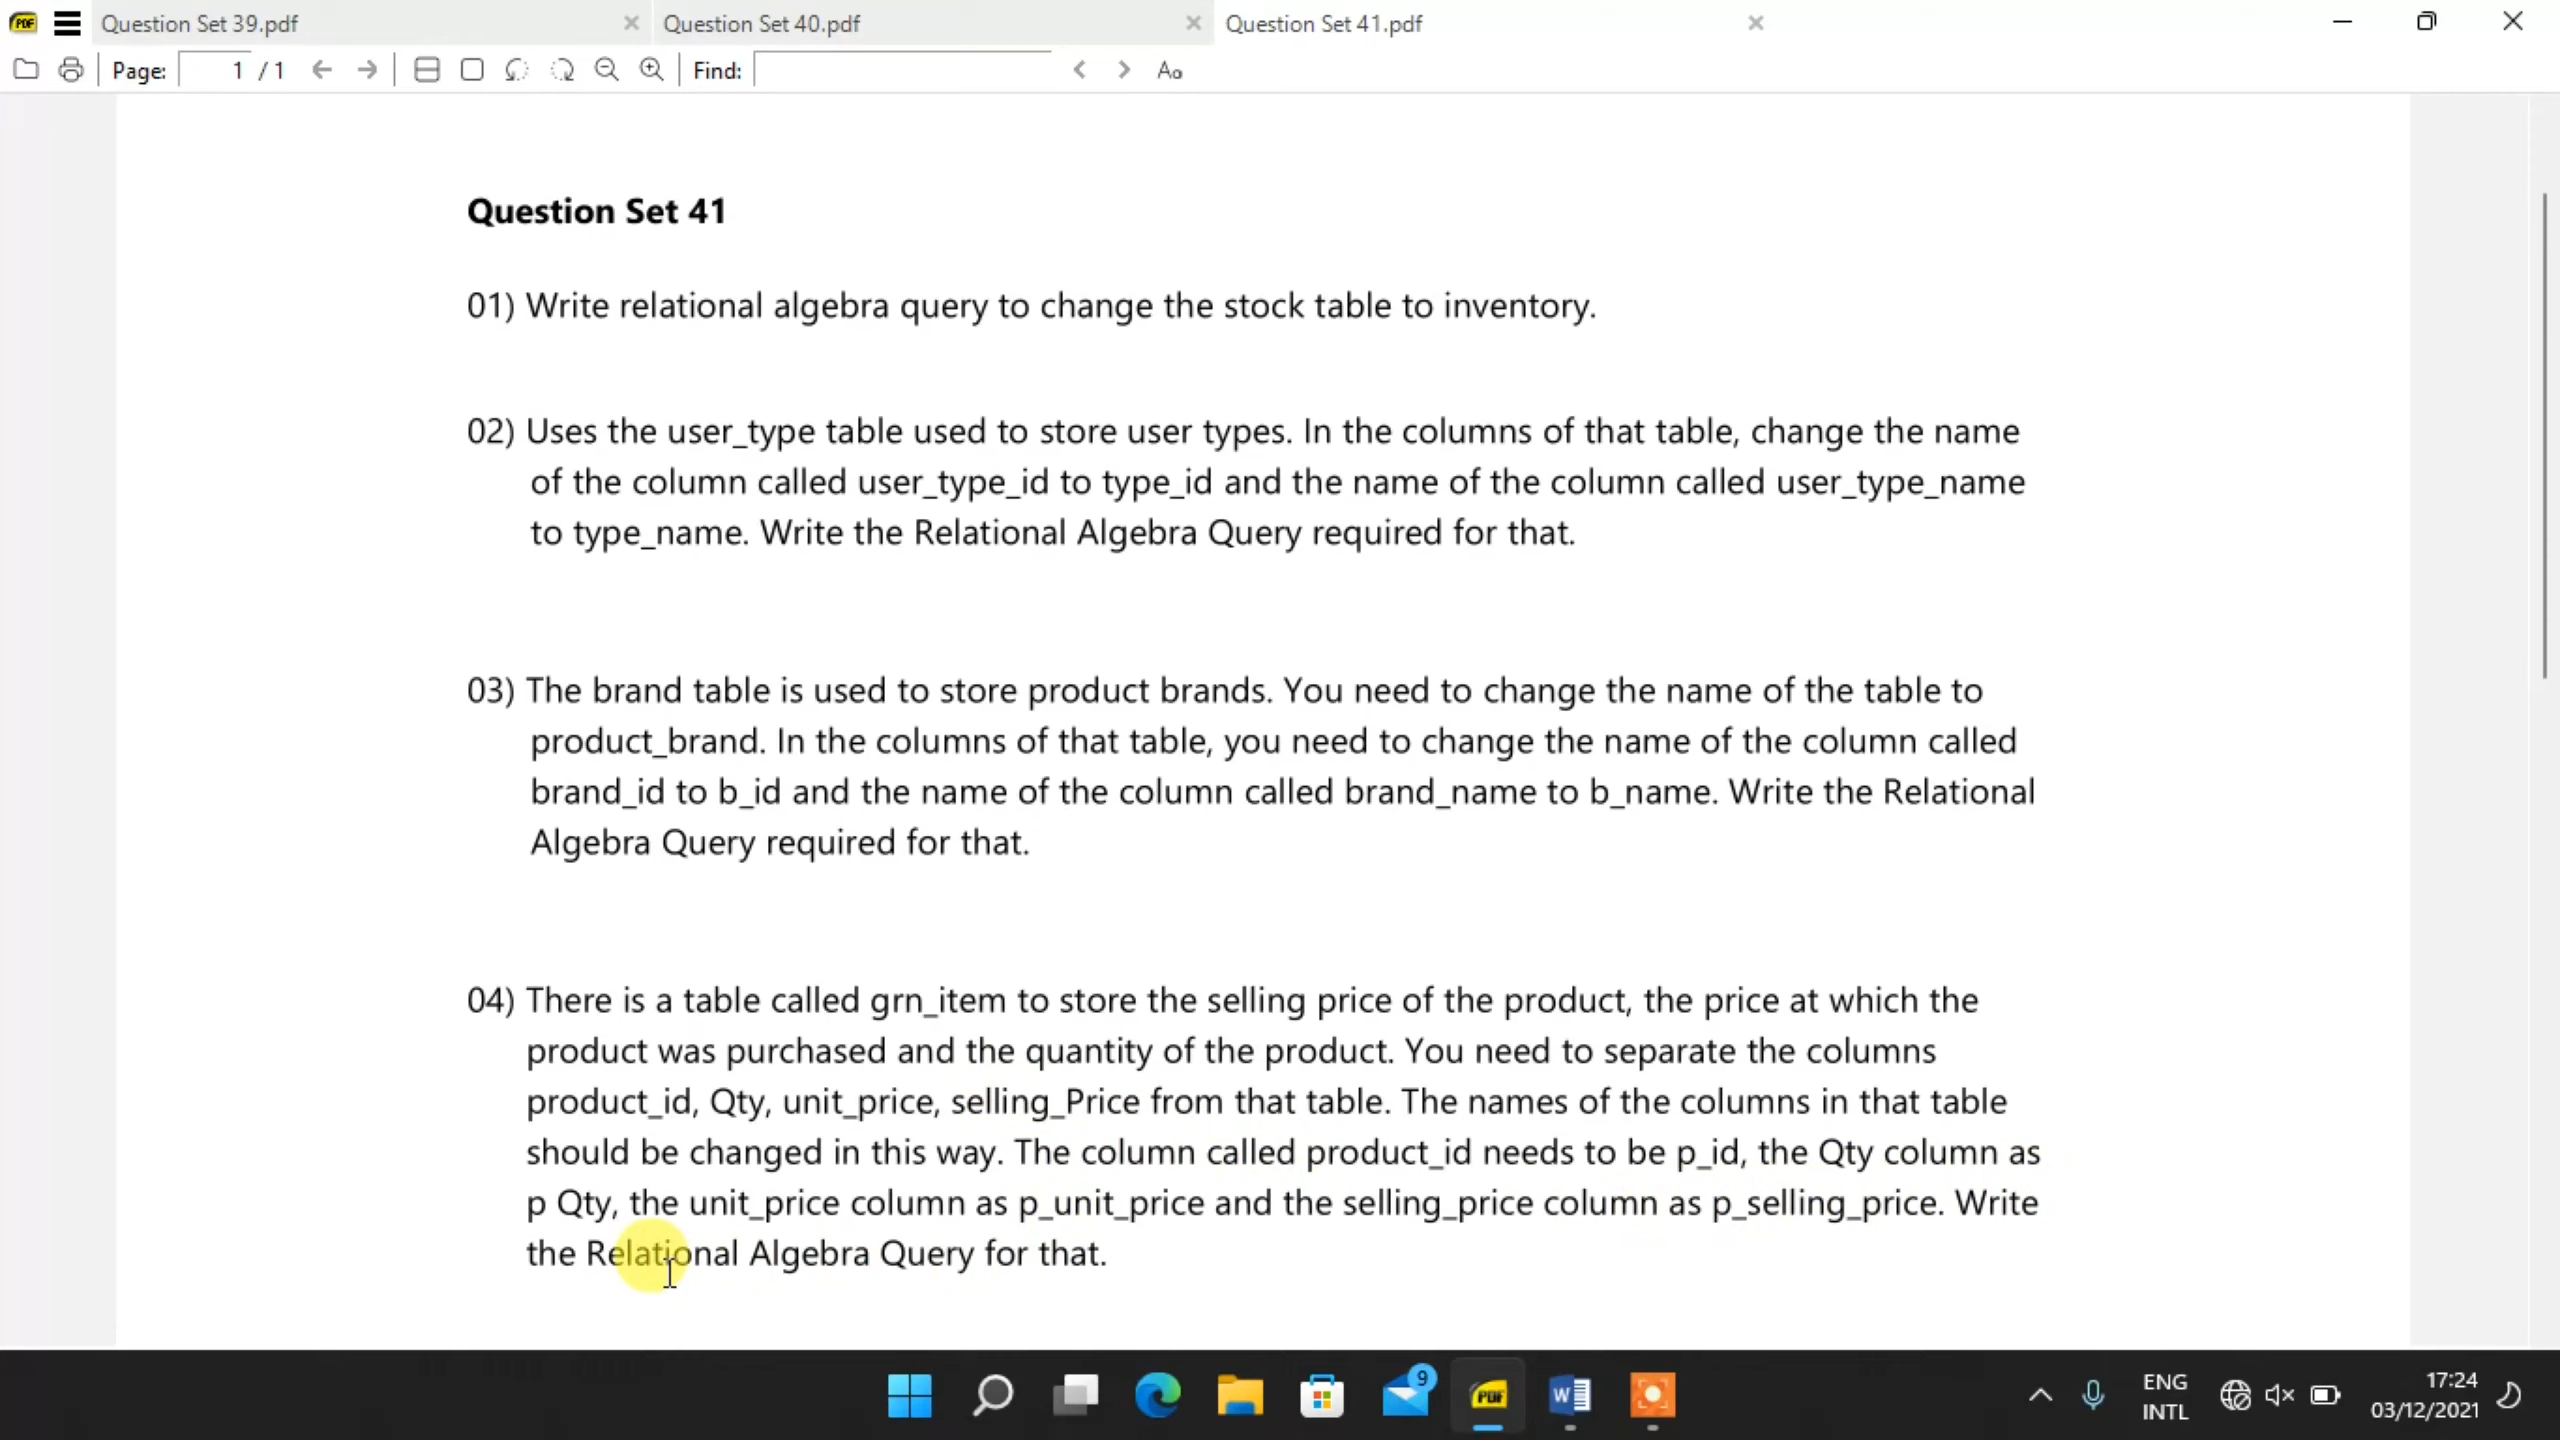 Question Set 39.pdf
Question Set 40.pdf
Question Set 41.pdf
Page: 1 / 1
Find:
Question Set 41
01) Write relational algebra query to change the stock table to inventory.
02) Uses the user_type table used to store user types. In the columns of that table, change the name
of the column called user_type_id to type_id and the name of the column called user_type_name
to type_name. Write the Relational Algebra Query required for that.
03) The brand table is used to store product brands. You need to change the name of the table to
product_brand. In the columns of that table, you need to change the name of the column called
brand_id to b_id and the name of the column called brand_name to b_name. Write the Relational
Algebra Query required for that.
04) There is a table called grn_item to store the selling price of the product, the price at which the
product was purchased and the quantity of the product. You need to separate the columns
product_id, Qty, unit_price, selling_Price from that table. The names of the columns in that table
should be changed in this way. The column called product_id needs to be p_id, the Qty column as
p Qty, the unit_price column as p_unit_price and the selling_price column as p_selling_price. Write
the Relational Algebra Query for that.
9
PDF
W
ENG
INTL
17:24
03/12/2021